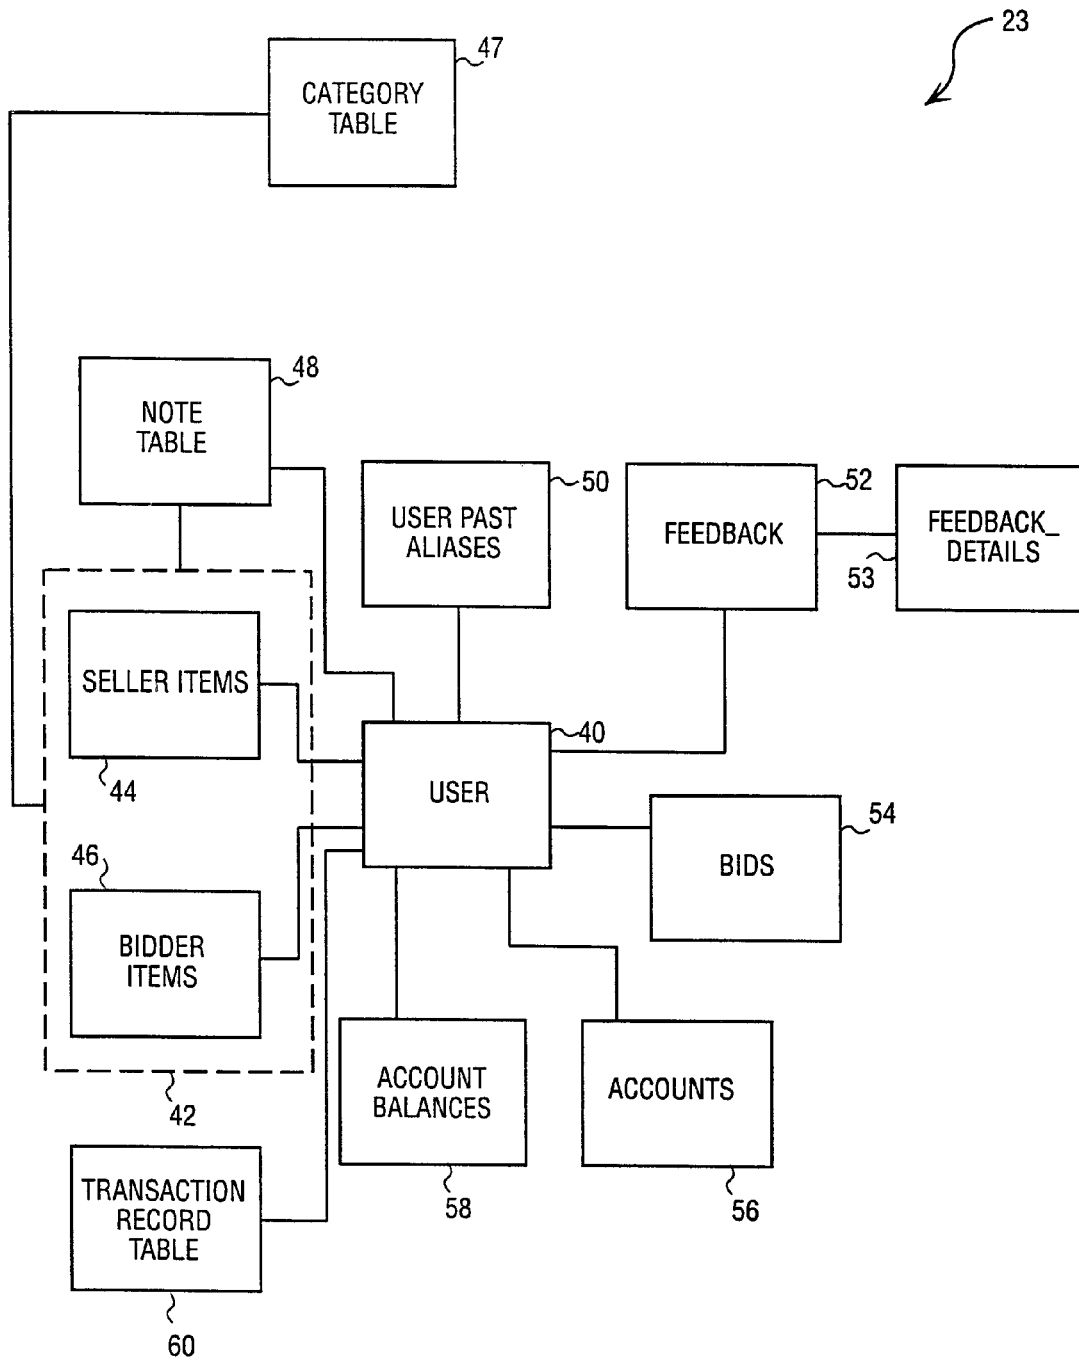 23
47
CATEGORY
TABLE
48
NOTE
TABLE
50
USER PAST
ALIASES
52
FEEDBACK
53
FEEDBACK_
DETAILS
SELLER ITEMS
44
40
USER
54
BIDS
46
BIDDER
ITEMS
42
ACCOUNT
BALANCES
58
ACCOUNTS
56
TRANSACTION
RECORD
TABLE
60